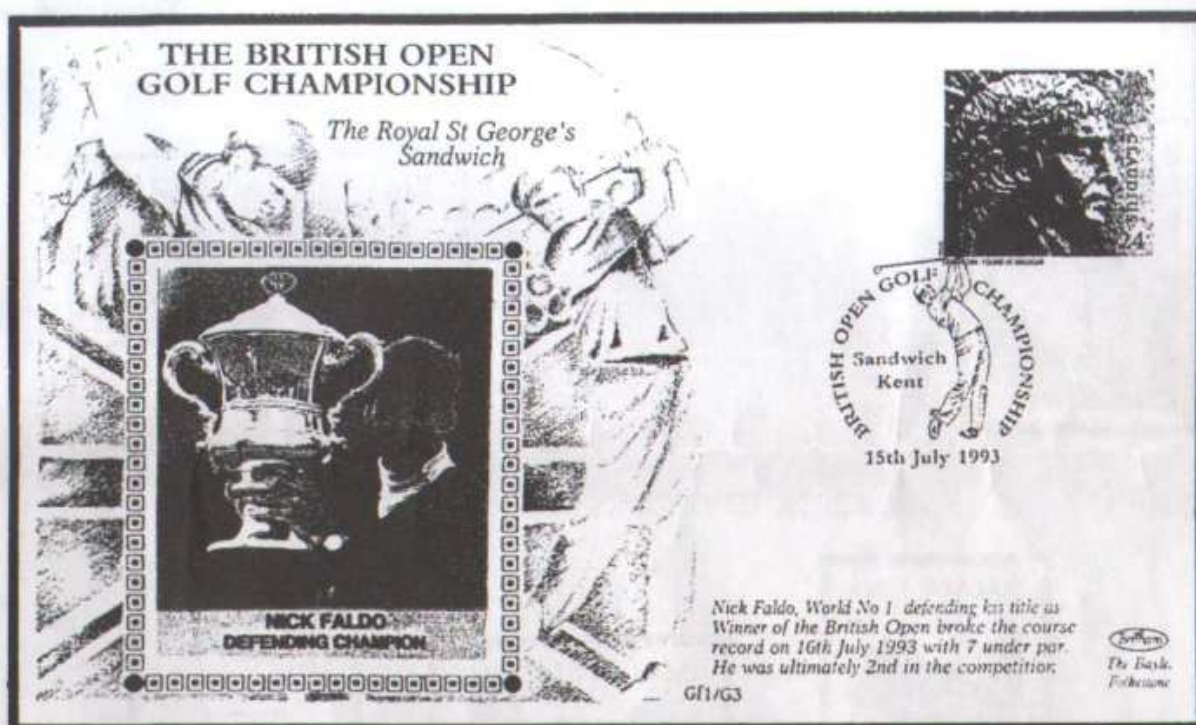 THE BRITISH OPEN
GOLF CHAMPIONSHIP
The Royal St George's
Sandwich
CLAUDIUS
24
BRITISH OPEN GOLF CHAMPIONSHIP
Sandwich
Kent
15th July 1993
NICK FALDO
DEFENDING CHAMPION
Nick Faldo, World No 1 defending his title as
Winner of the British Open broke the course
record on 16th July 1993 with 7 under par.
He was ultimately 2nd in the competition.
Gf1/G3
Benham
The Bayle,
Folkestone